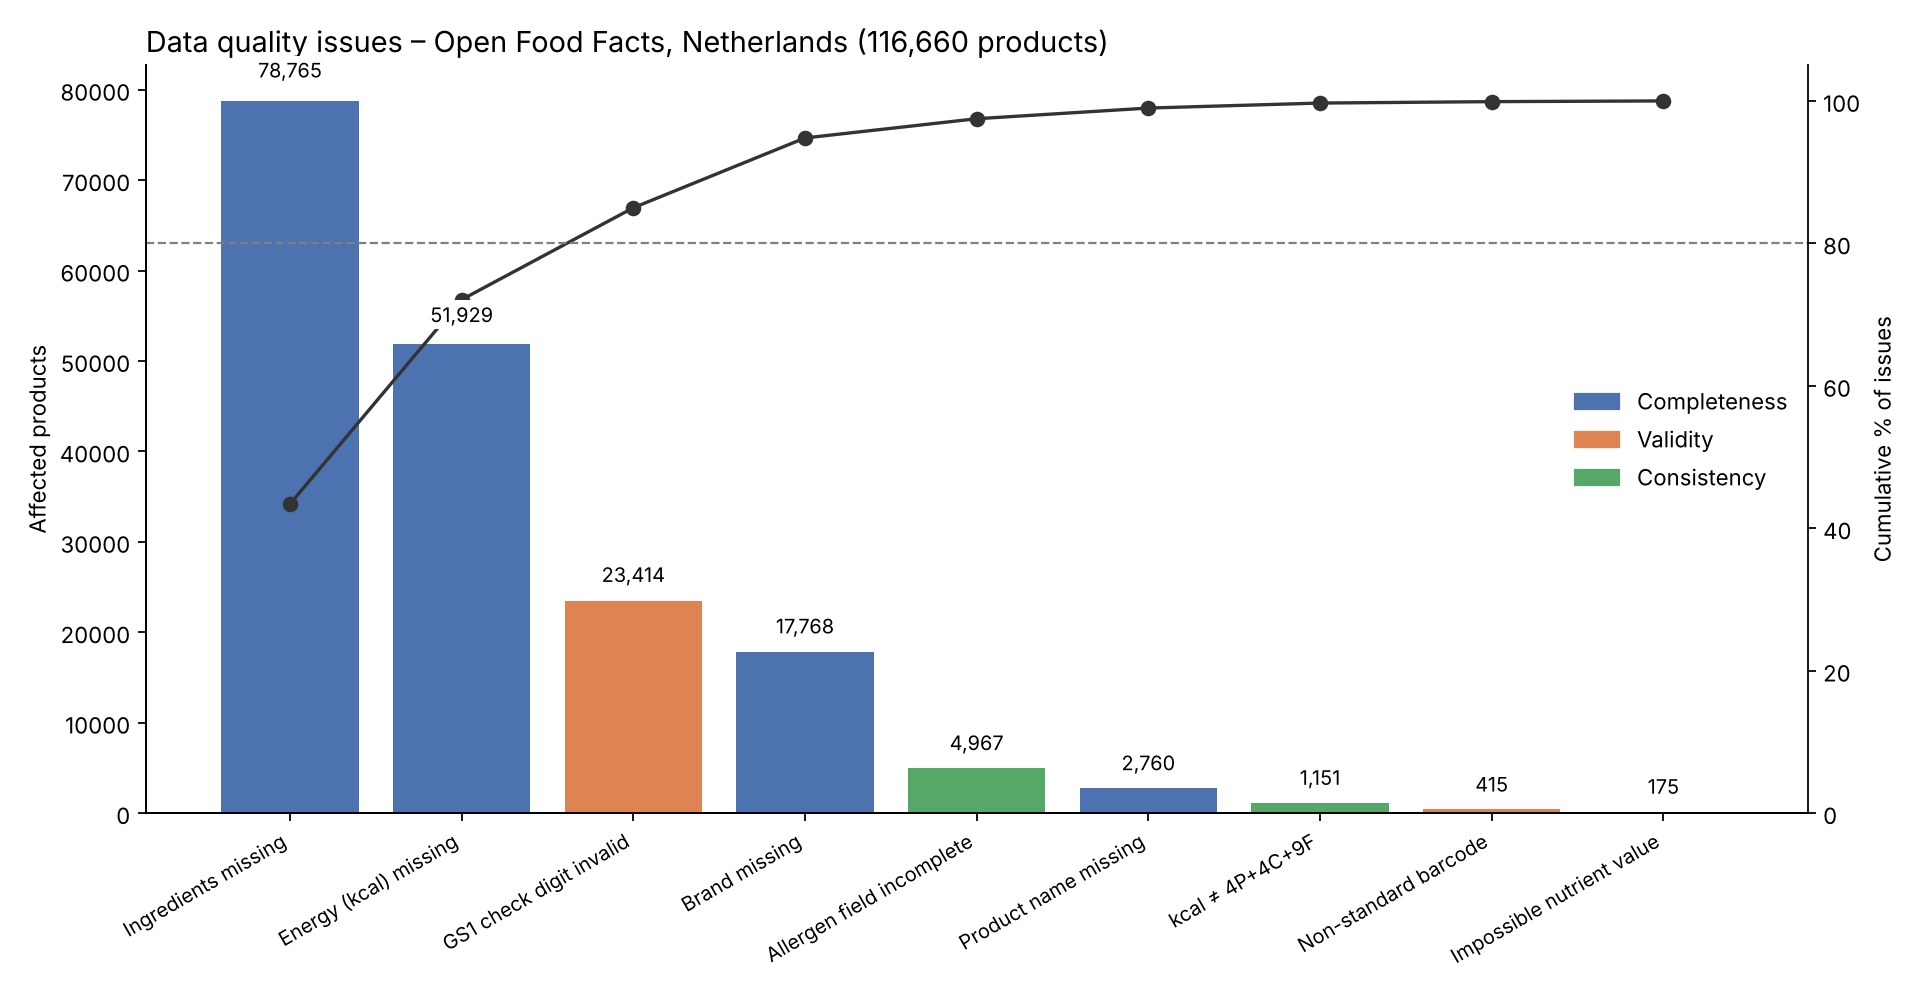 Data quality issues – Open Food Facts, Netherlands (116,660 products)
78,765
51,929
23,414
17,768
4,967
2,760
1,151
415
175
80000
70000
60000
50000
40000
30000
20000
10000
0
Affected products
100
80
60
40
20
0
Cumulative % of issues
Completeness
Validity
Consistency
Ingredients missing
Energy (kcal) missing
GS1 check digit invalid
Brand missing
Allergen field incomplete
Product name missing
kcal ≠ 4P+4C+9F
Non-standard barcode
Impossible nutrient value